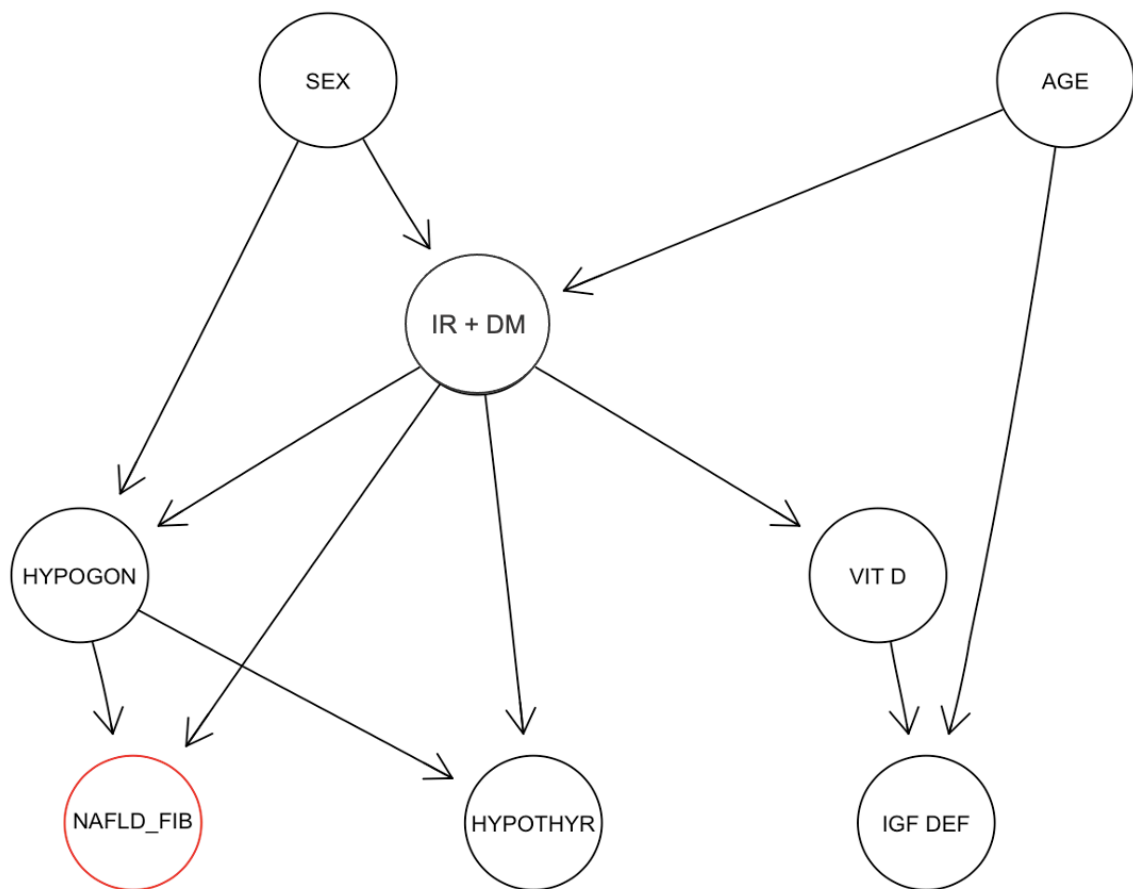 SEX
AGE
IR + DM
HYPOGON
VIT D
NAFLD_FIB
HYPOTHYR
IGF DEF